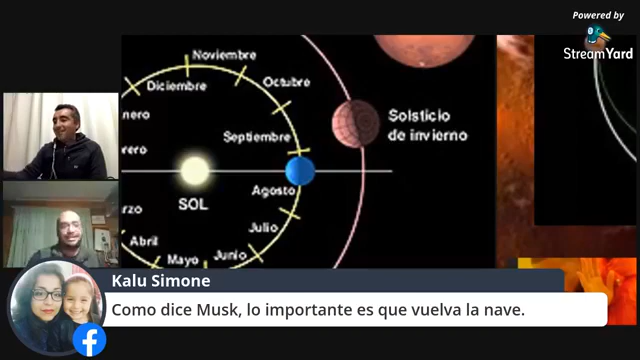 Powered by
StreamYard
Noviembre
Diciembre
Octubre
nero
Solsticio
de invierno
Septiembre
rero
SOL
Agosto
rzo
Julio
Abril
Mayo
Junio
Kalu Simone
Como dice Musk, lo importante es que vuelva la nave.